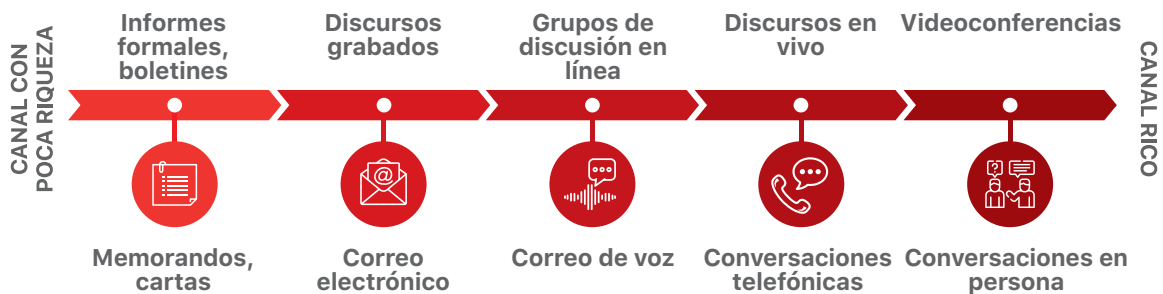 CANAL CON
POCA RIQUEZA
Informes
formales,
boletines
Discursos
grabados
Grupos de
discusión en
línea
Discursos en
vivo
Videoconferencias
CANAL RICO
@
?
Memorandos,
cartas
Correo
electrónico
Correo de voz
Conversaciones
telefónicas
Conversaciones en
persona